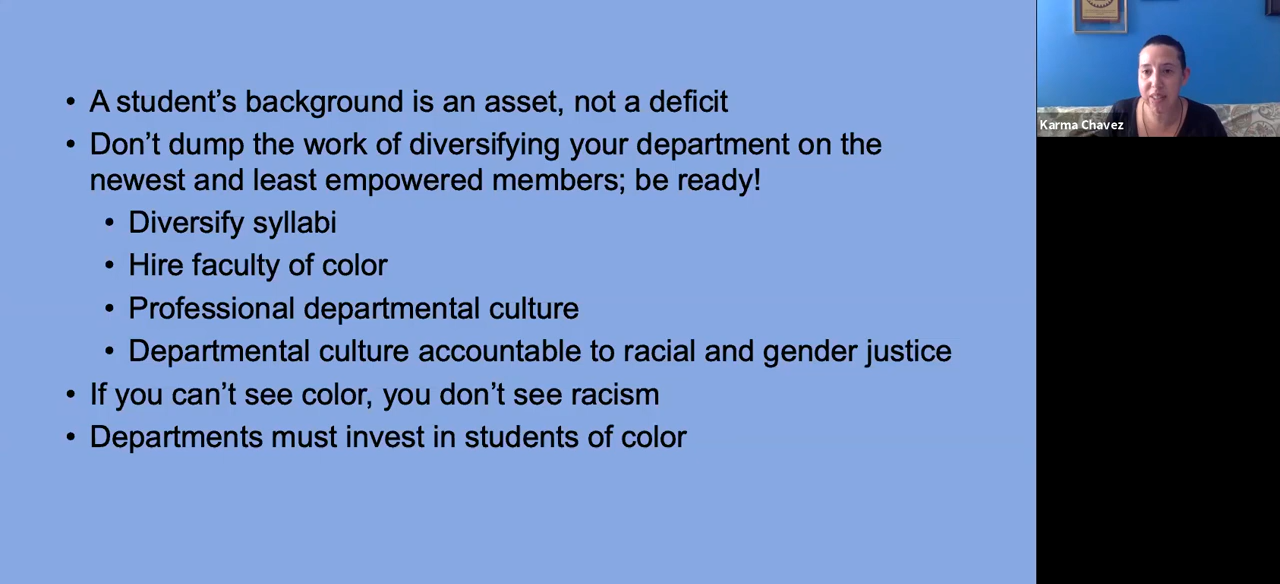 • A student’s background is an asset, not a deficit
• Don’t dump the work of diversifying your department on the
newest and least empowered members; be ready!
• Diversify syllabi
• Hire faculty of color
• Professional departmental culture
• Departmental culture accountable to racial and gender justice
• If you can’t see color, you don’t see racism
• Departments must invest in students of color
Karma Chavez